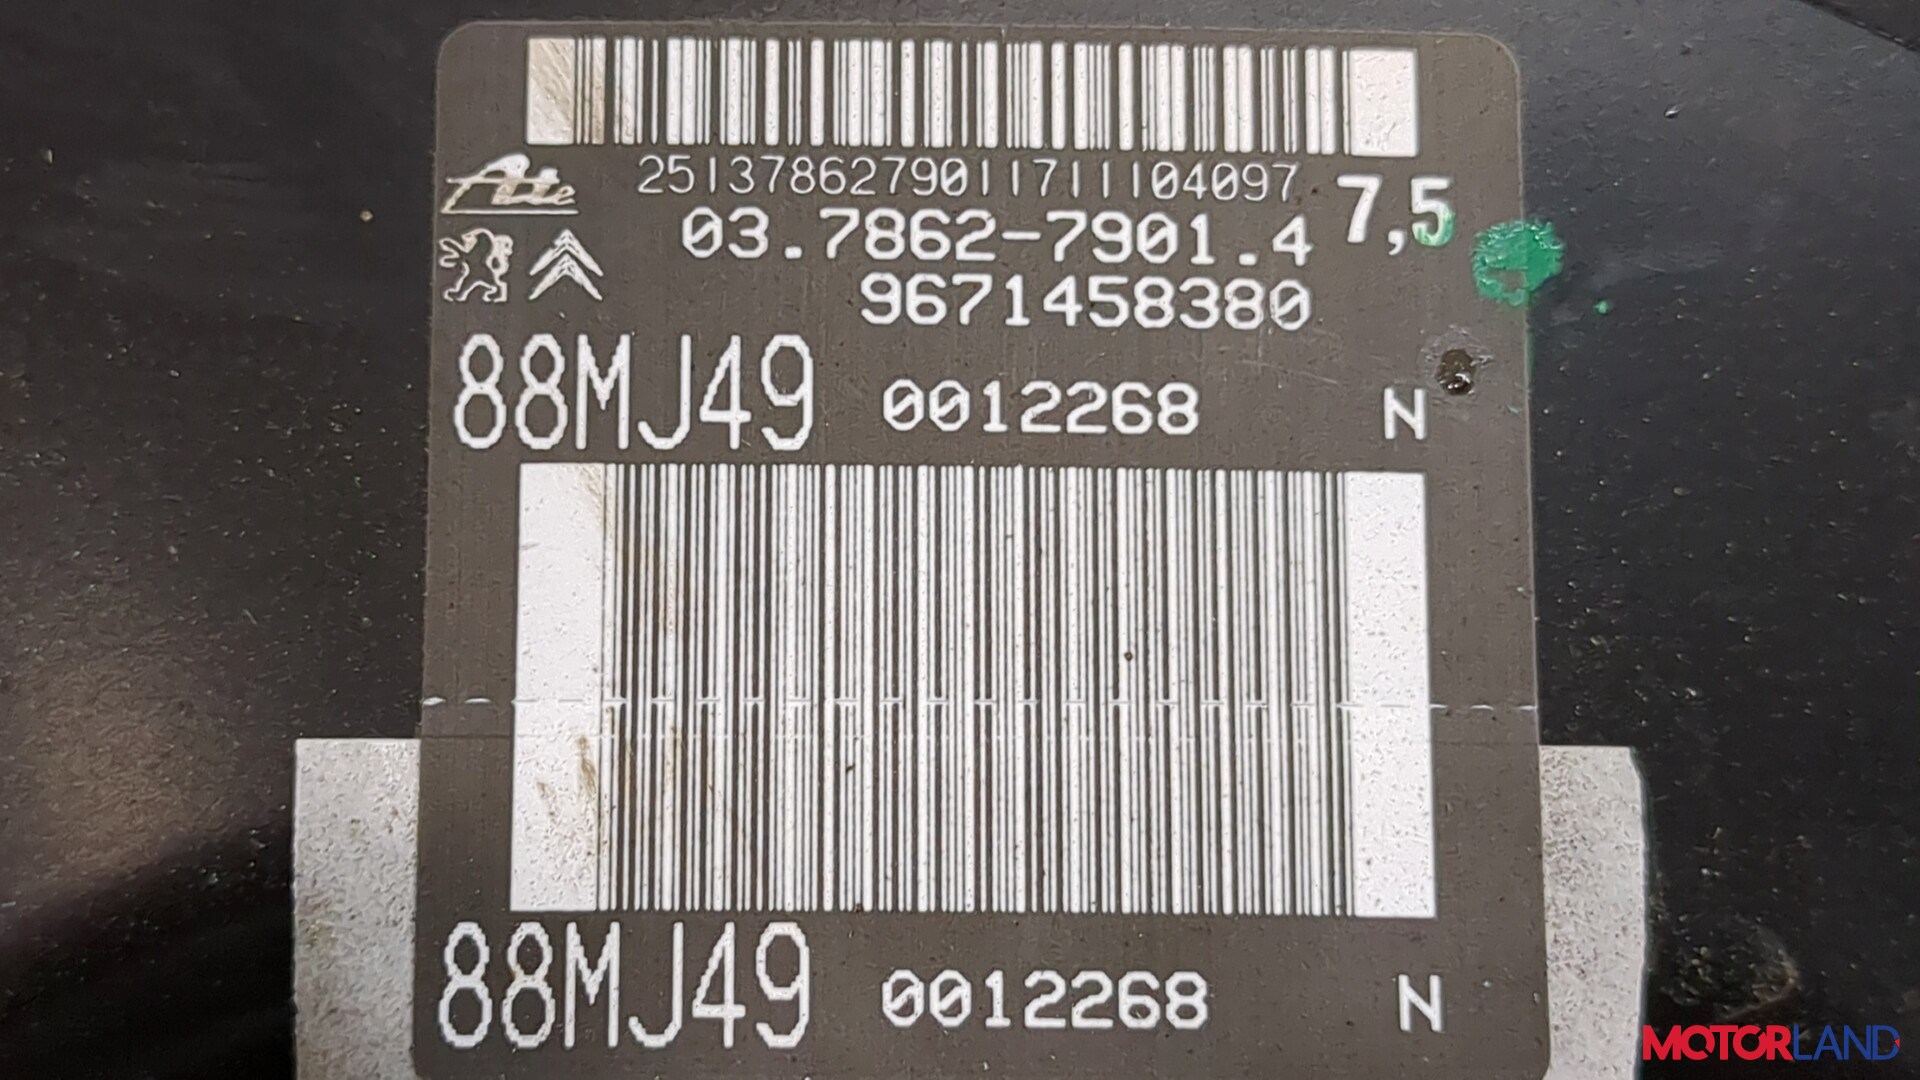 2513786279011711104097
Ate
03.7862-7901.4
7,5
9671458380
88MJ49 0012268 N
88MJ49 0012268 N
MOTORLAND